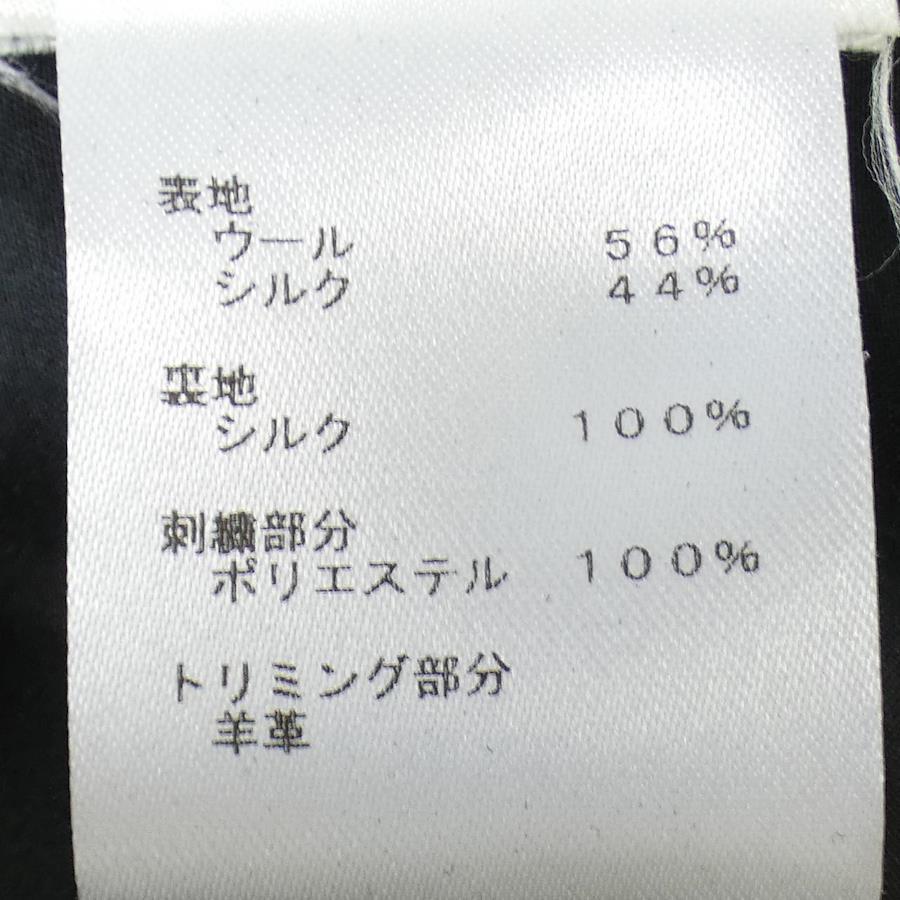 表地
ウール 56%
シルク 44%
裏地
シルク 100%
刺繍部分
ポリエステル 100%
トリミング部分
羊革